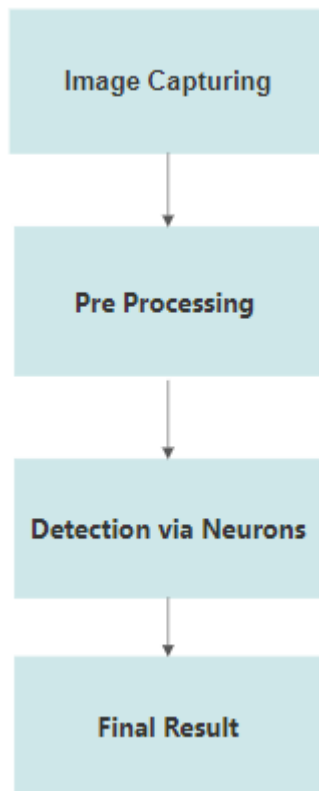 Image Capturing
Pre Processing
Detection via Neurons
Final Result